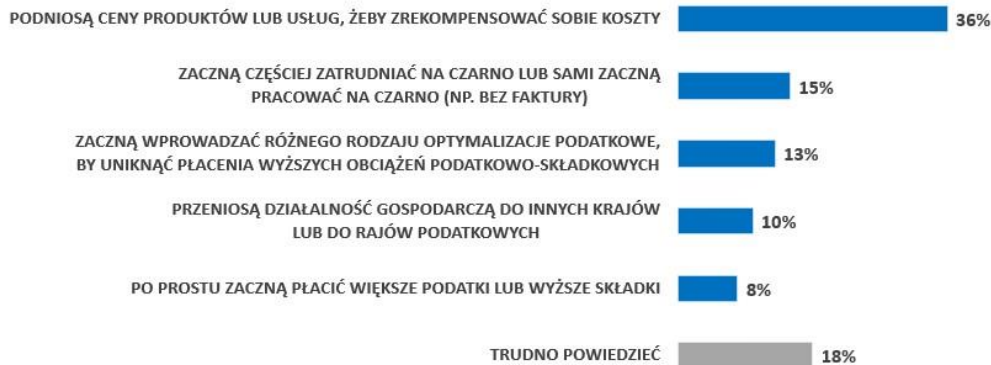 PODNIOSĄ CENY PRODUKTÓW LUB USŁUG, ŻEBY ZREKOMPENSOWAĆ SOBIE KOSZTY 36%
ZACZNĄ CZĘŚCIEJ ZATRUDNIAĆ NA CZARNO LUB SAMI ZACZNĄ
PRACOWAĆ NA CZARNO (NP. BEZ FAKTURY) 15%
ZACZNĄ WPROWADZAĆ RÓŻNEGO RODZAJU OPTYMALIZACJE PODATKOWE,
BY UNIKNĄĆ PŁACENIA WYŻSZYCH OBCIĄŻEŃ PODATKOWO-SKŁADKOWYCH 13%
PRZENIOSĄ DZIAŁALNOŚĆ GOSPODARCZĄ DO INNYCH KRAJÓW
LUB DO RAJÓW PODATKOWYCH 10%
PO PROSTU ZACZNĄ PŁACIĆ WIĘKSZE PODATKI LUB WYŻSZE SKŁADKI 8%
TRUDNO POWIEDZIEĆ 18%